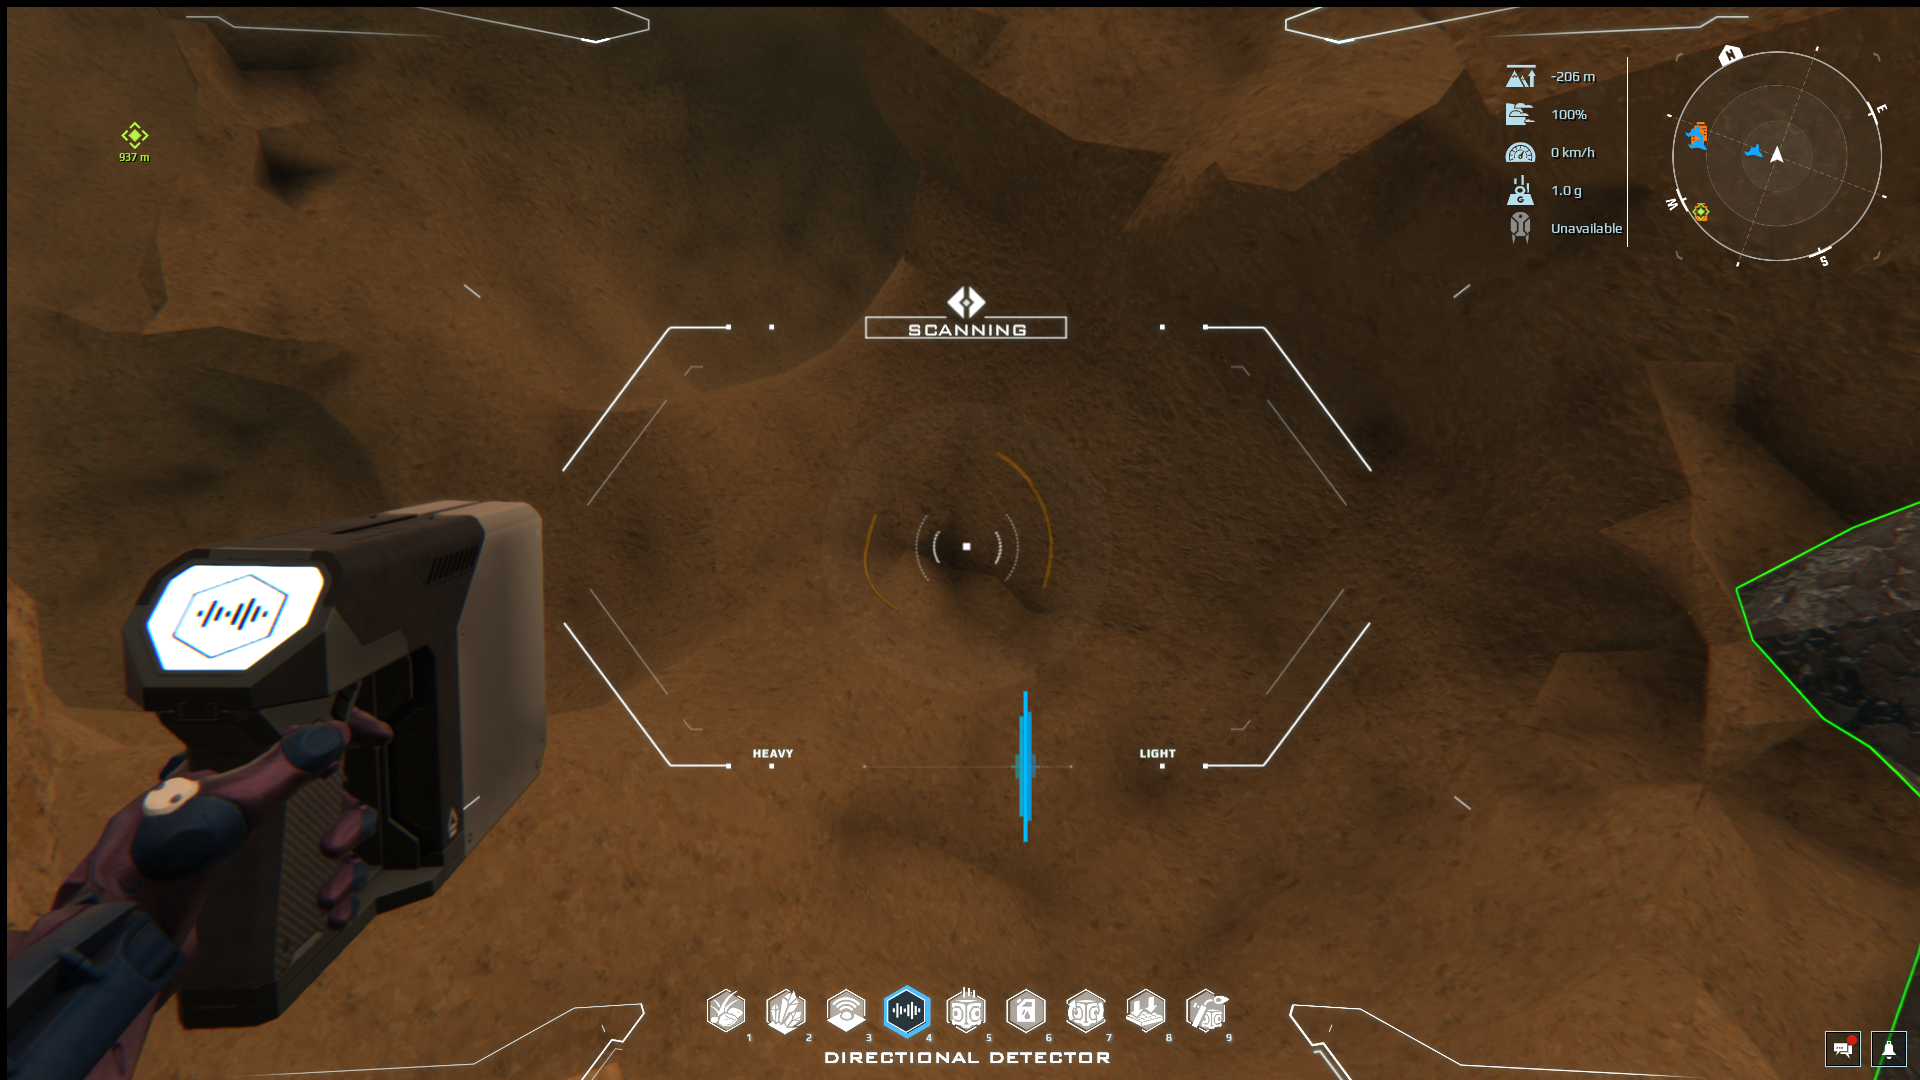 -206 m
N
937 m
100%
E
0 km/h
1.0 g
W
Unavailable
S
SCANNING
HEAVY
LIGHT
1
2
3
4
5
6
7
8
9
DIRECTIONAL DETECTOR